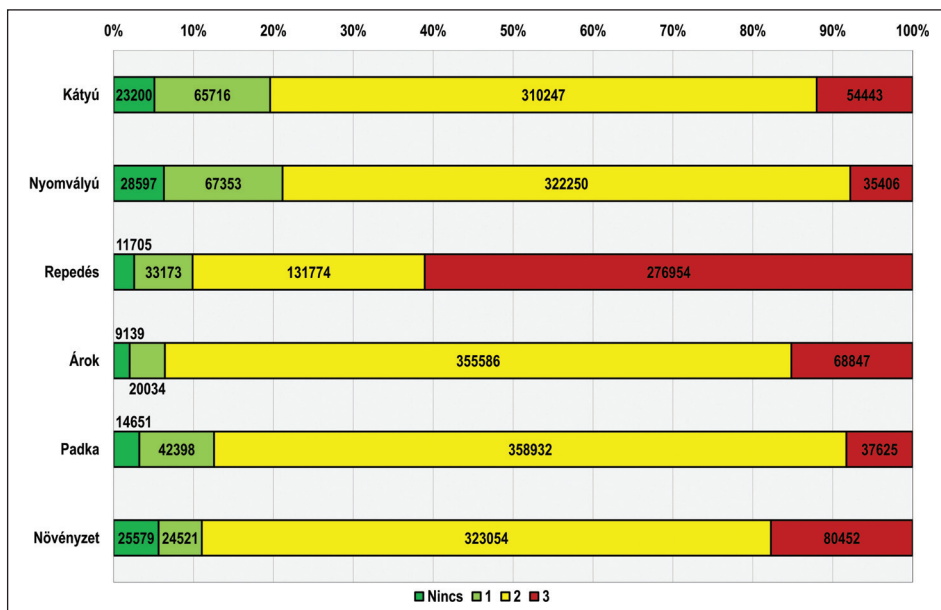 0% 10% 20% 30% 40% 50% 60% 70% 80% 90% 100%
Kátyú 23200 65716 310247 54443
Nyomvályú 28597 67353 322250 35406
11705
Repedés 33173 131774 276954
9139
Árok 355586 68847
20034
14651
Padka 42398 358932 37625
Növényzet 25579 24521 323054 80452
Nincs 1 2 3